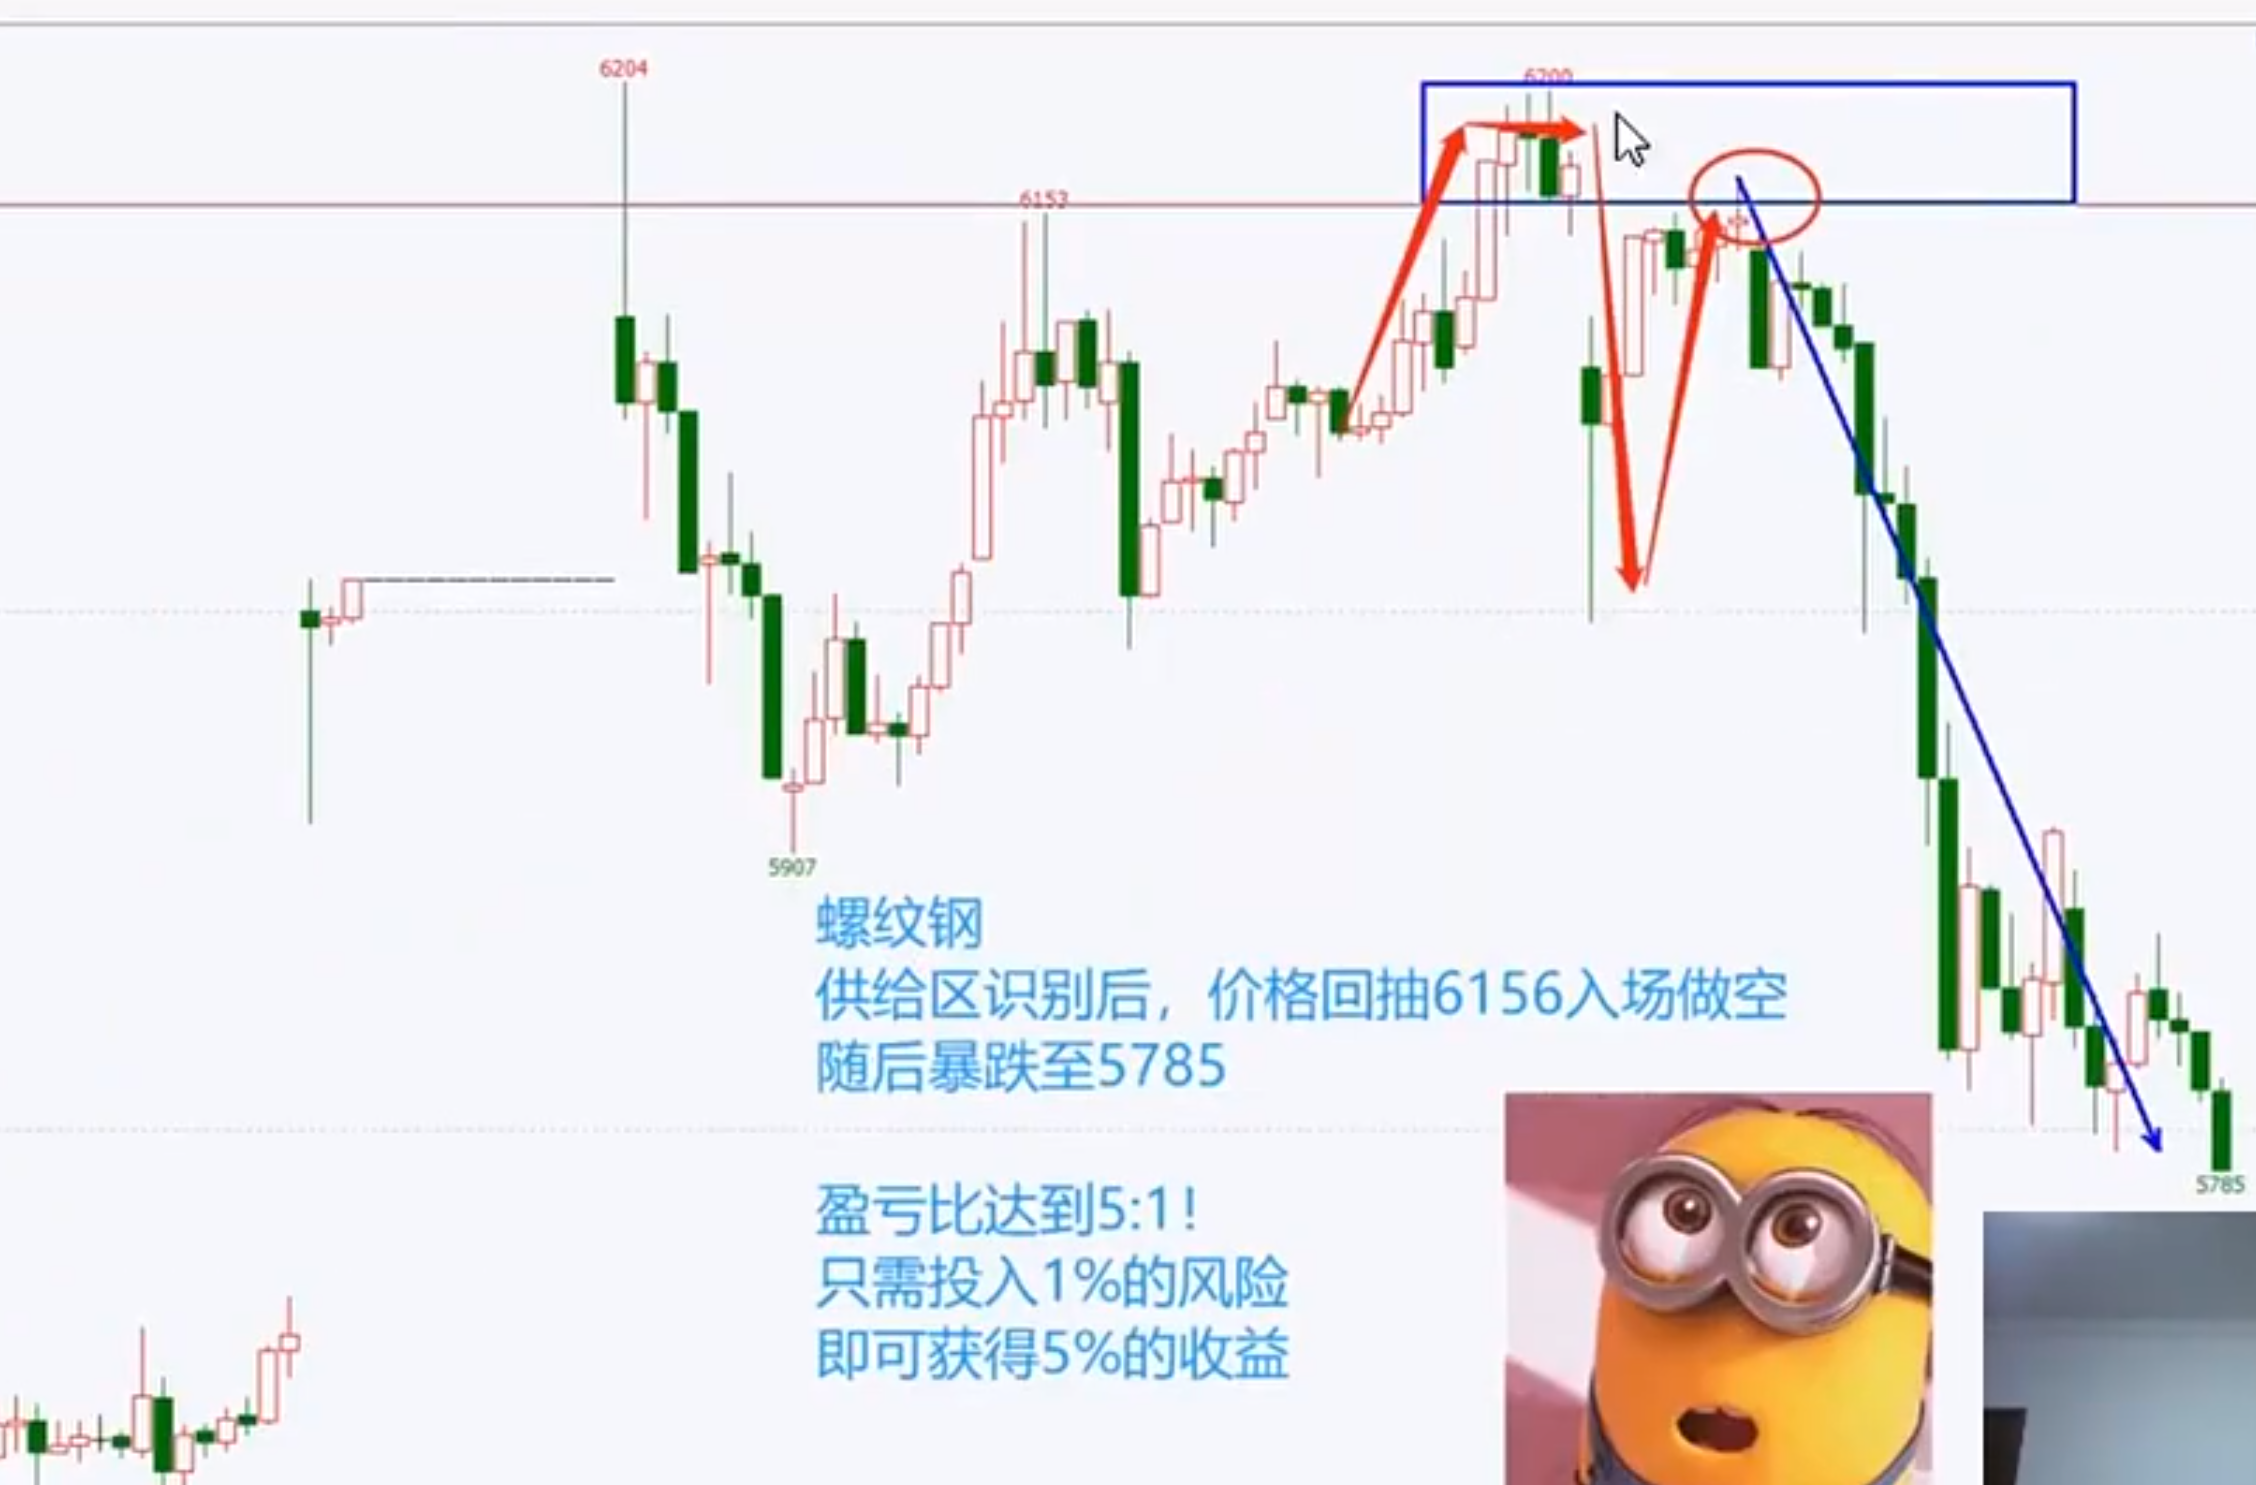 6204
6200
6153
5907
螺纹钢
供给区识别后，价格回抽6156入场做空
随后暴跌至5785
5785
盈亏比达到5:1！
只需投入1%的风险
即可获得5%的收益